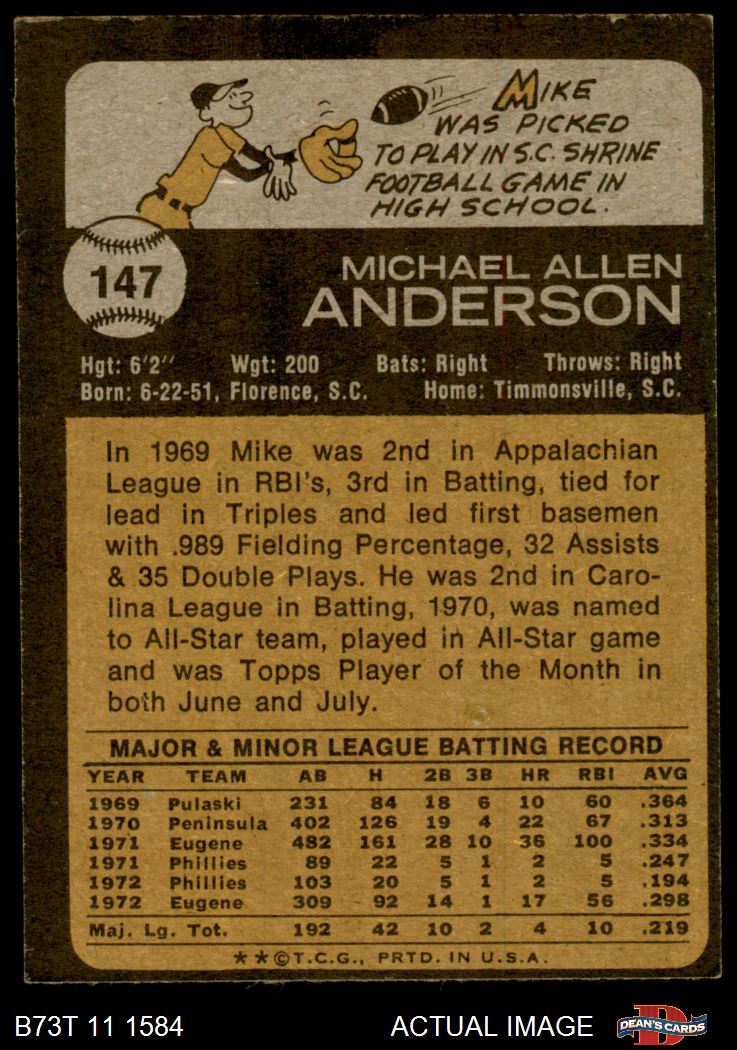 MIKE
WAS PICKED
TO PLAY IN S.C. SHRINE
FOOTBALL GAME IN
HIGH SCHOOL.
147
MICHAEL ALLEN
ANDERSON
Hgt: 6'2" Wgt: 200 Bats: Right Throws: Right
Born: 6-22-51, Florence, S.C. Home: Timmonsville, S.C.
In 1969 Mike was 2nd in Appalachian
League in RBI's, 3rd in Batting, tied for
lead in Triples and led first basemen
with .989 Fielding Percentage, 32 Assists
& 35 Double Plays. He was 2nd in Caro-
lina League in Batting, 1970, was named
to All-Star team, played in All-Star game
and was Topps Player of the Month in
both June and July.
MAJOR & MINOR LEAGUE BATTING RECORD
YEAR TEAM AB H 2B 3B HR RBI AVG
1969 Pulaski 231 84 18 6 10 60 .364
1970 Peninsula 402 126 19 4 22 67 .313
1971 Eugene 482 161 28 10 36 100 .334
1971 Phillies 89 22 5 1 2 5 .247
1972 Phillies 103 20 5 1 2 5 .194
1972 Eugene 309 92 14 1 17 56 .298
Maj. Lg. Tot. 192 42 10 2 4 10 .219
**©T.C.G., PRTD. IN U.S.A.
B73T 11 1584 ACTUAL IMAGE D DEAN'S CARDS